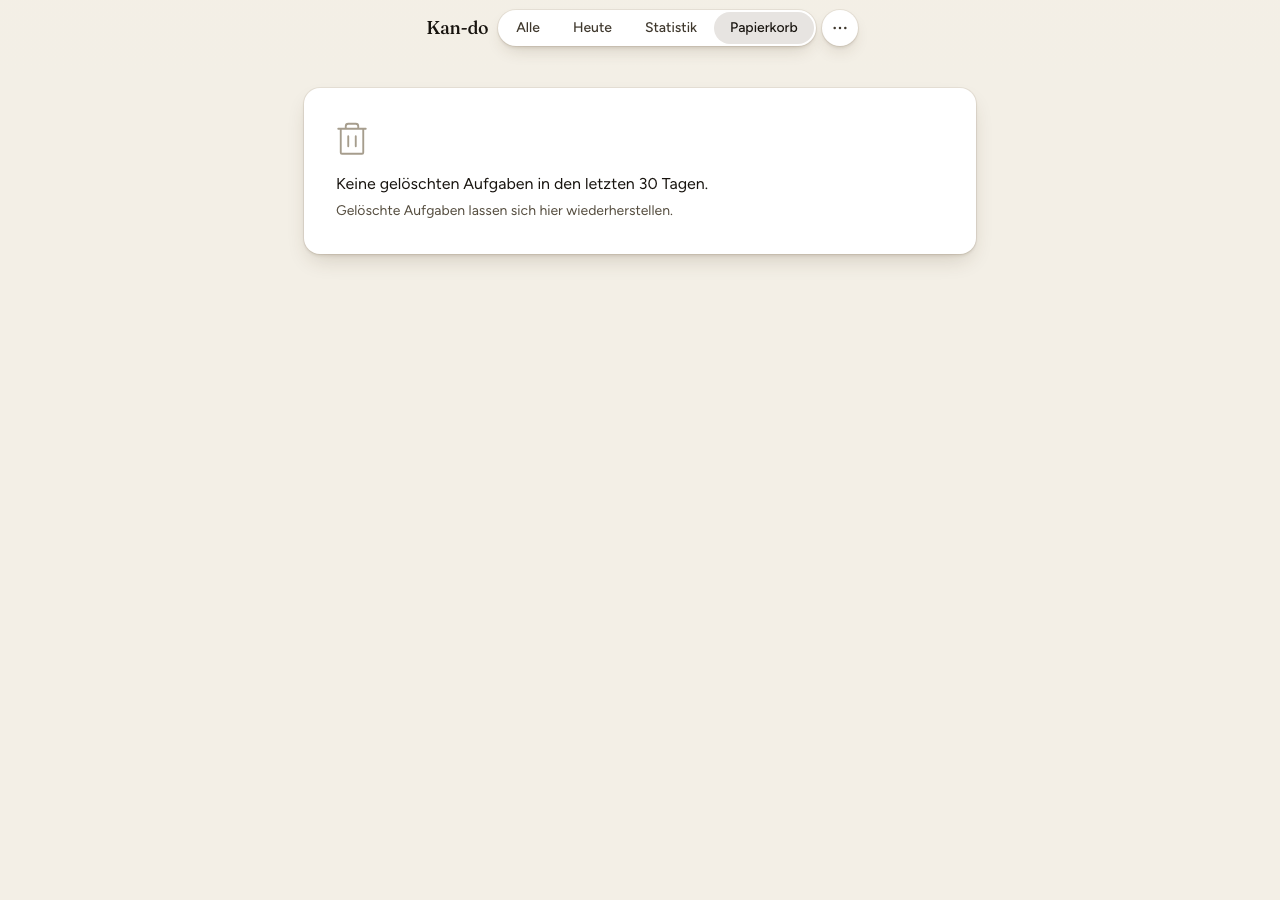 Kan-do
Alle
Heute
Statistik
Papierkorb
Keine gelöschten Aufgaben in den letzten 30 Tagen.
Gelöschte Aufgaben lassen sich hier wiederherstellen.